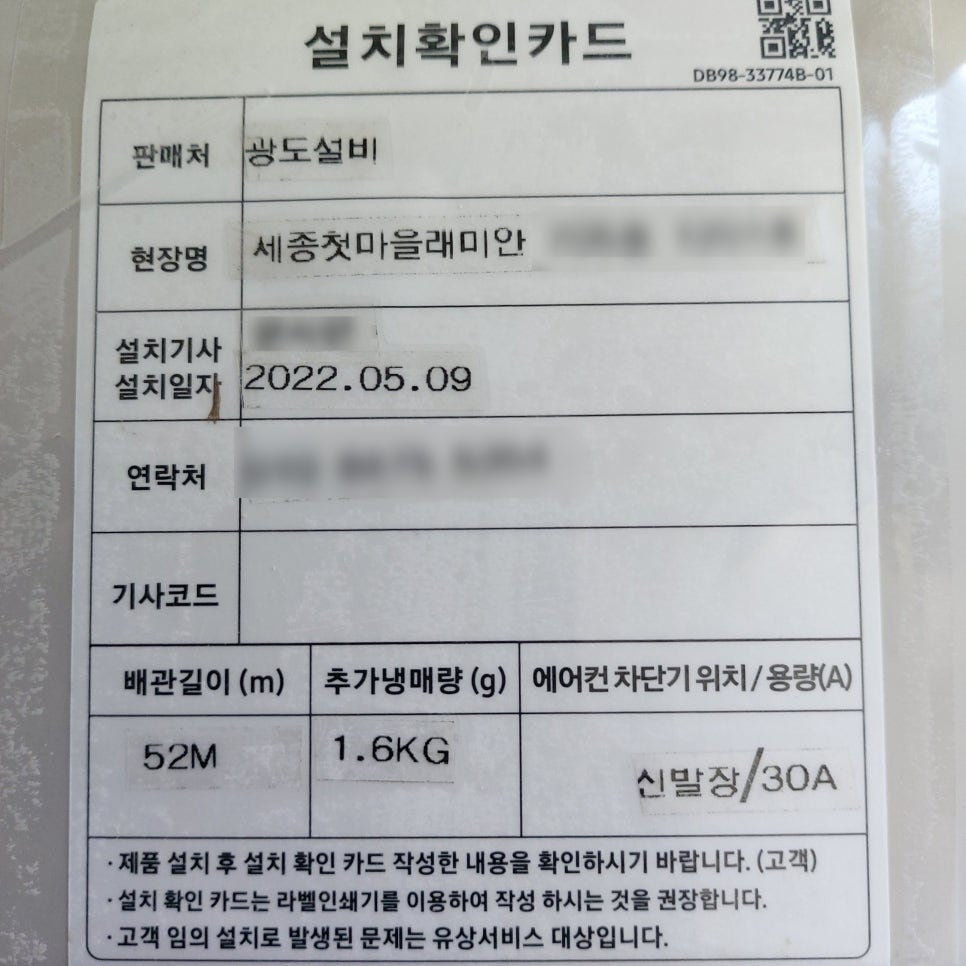 설치확인카드
DB98-33774B-01
판매처 광도설비
현장명 세종첫마을래미안
설치기사
설치일자 2022.05.09
연락처
기사코드
배관길이 (m) 추가냉매량 (g) 에어컨 차단기 위치 / 용량(A)
52M 1.6KG 신발장/30A
· 제품 설치 후 설치 확인 카드 작성한 내용을 확인하시기 바랍니다. (고객)
· 설치 확인 카드는 라벨인쇄기를 이용하여 작성 하시는 것을 권장합니다.
· 고객 임의 설치로 발생된 문제는 유상서비스 대상입니다.